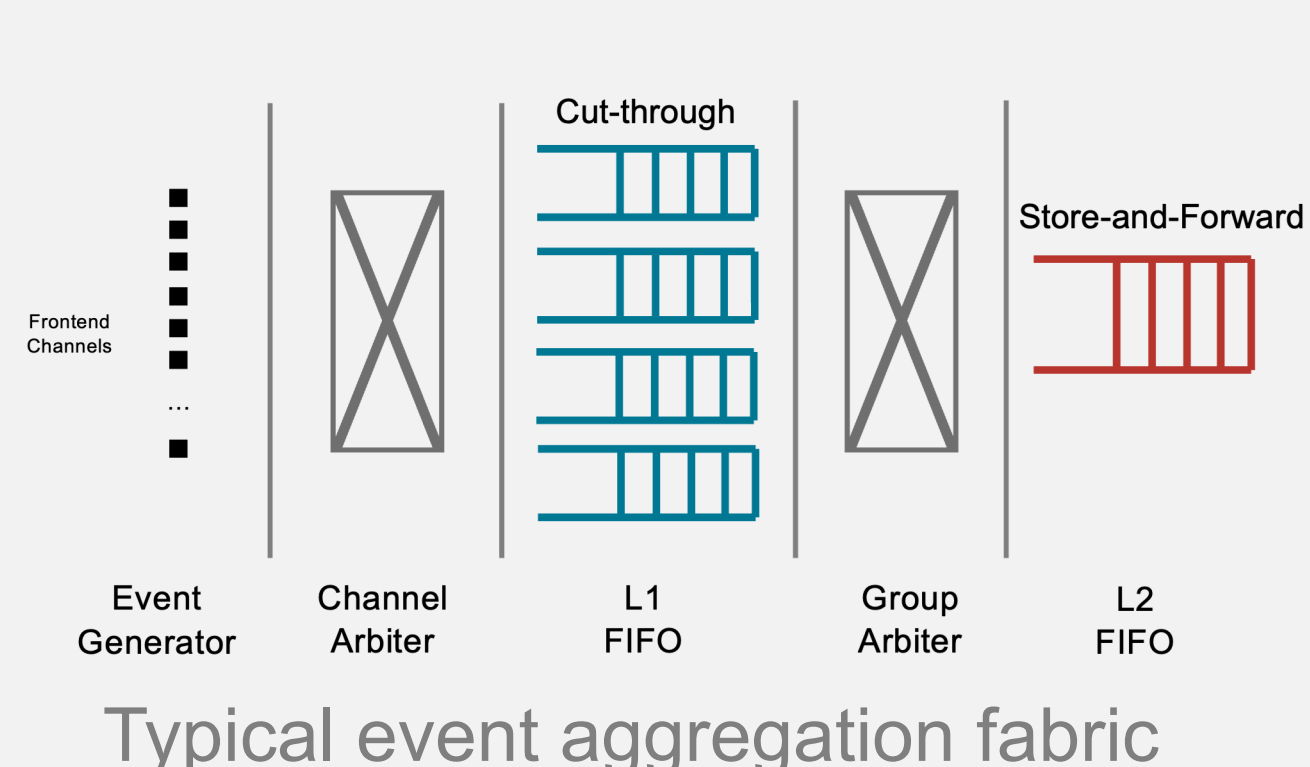 Cut-through
Store-and-Forward
Frontend
Channels
...
Event
Generator
Channel
Arbiter
L1
FIFO
Group
Arbiter
L2
FIFO
Typical event aggregation fabric